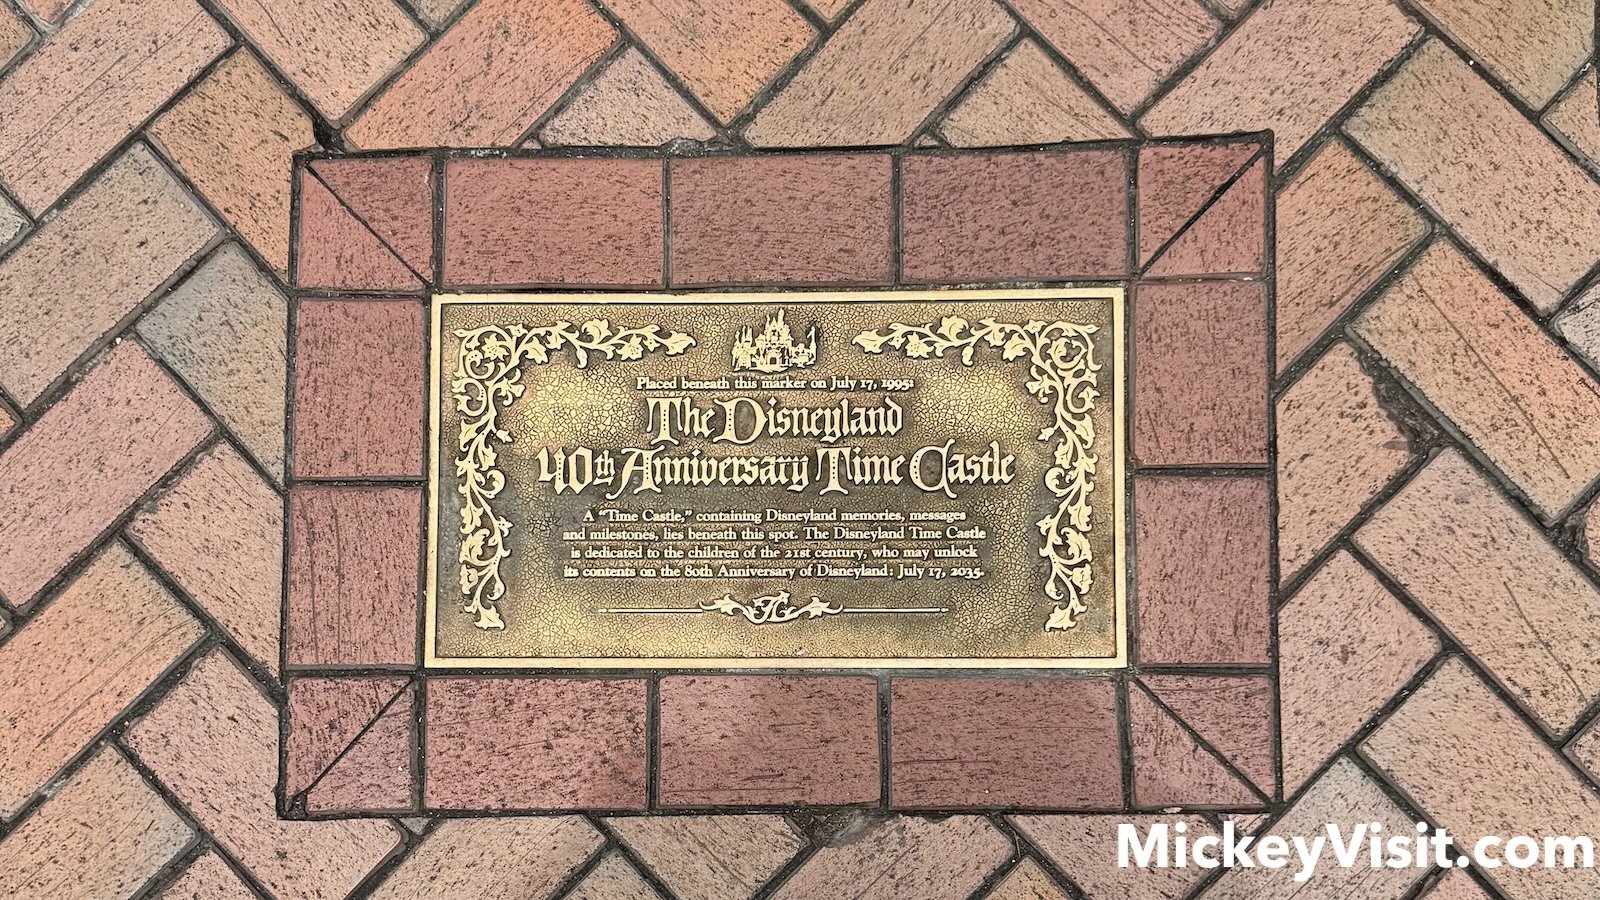 Placed beneath this marker on July 17, 1995:
The Disneyland
40th Anniversary Time Castle
A "Time Castle," containing Disneyland memories, messages
and milestones, lies beneath this spot. The Disneyland Time Castle
is dedicated to the children of the 21st century, who may unlock
its contents on the 80th Anniversary of Disneyland: July 17, 2035.
MickeyVisit.com